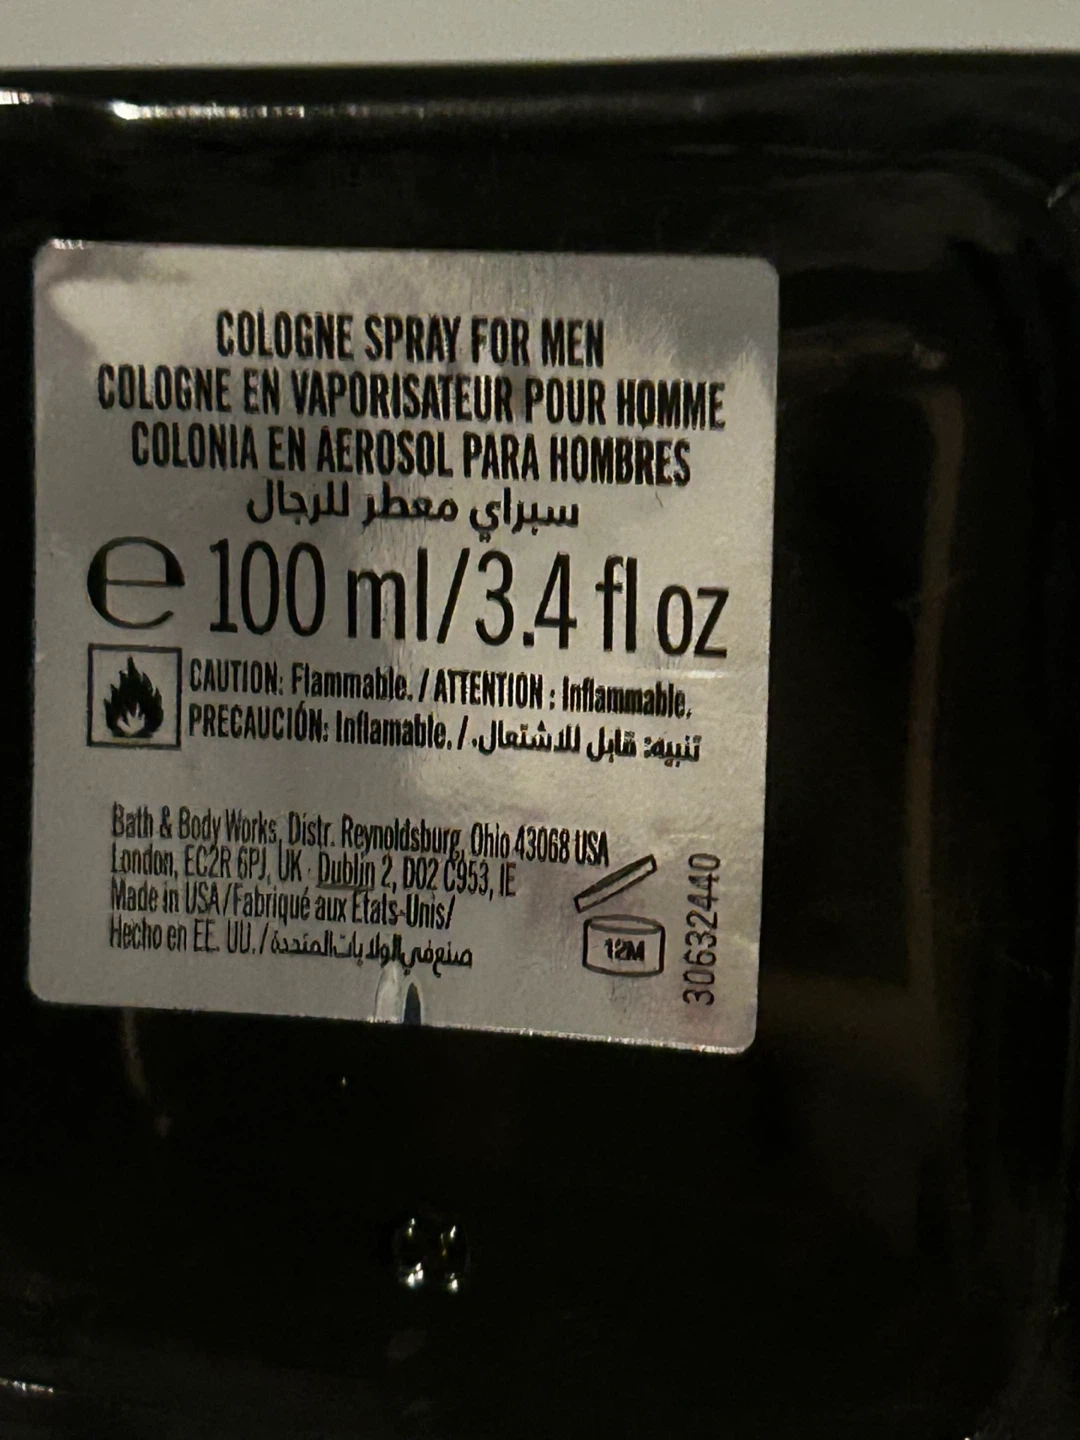 COLOGNE SPRAY FOR MEN
COLOGNE EN VAPORISATEUR POUR HOMME
COLONIA EN AEROSOL PARA HOMBRES
سبراي معطر للرجال
℮ 100 ml/3.4 fl oz
CAUTION: Flammable. / ATTENTION : Inflammable.
PRECAUCIÓN: Inflamable. / تنبيه: قابل للاشتعال.
Bath & Body Works, Distr. Reynoldsburg, Ohio 43068 USA
London, EC2R 6PJ, UK · Dublin 2, D02 C953, IE
Made in USA/Fabriqué aux États-Unis/
Hecho en EE. UU./صنع في الولايات المتحدة
12M
30632440